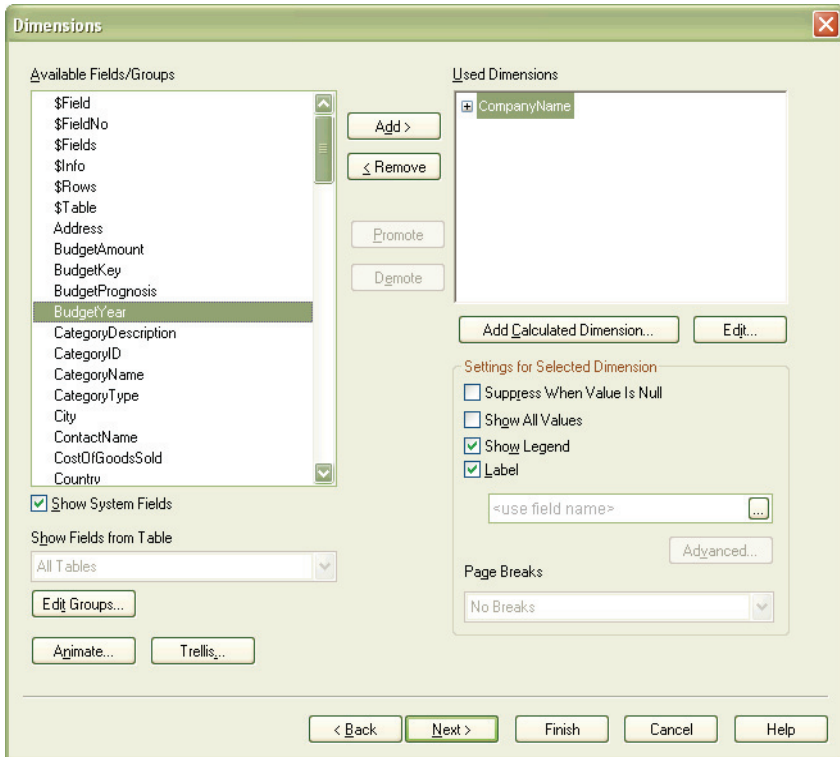 Dimensions
Available Fields/Groups
$Field
$FieldNo
$Fields
$Info
$Rows
$Table
Address
BudgetAmount
BudgetKey
BudgetPrognosis
BudgetYear
CategoryDescription
CategoryID
CategoryName
CategoryType
City
ContactName
CostOfGoodsSold
Country
Show System Fields
Show Fields from Table
All Tables
Edit Groups...
Animate...
Trellis...
Add >
< Remove
Promote
Demote
Used Dimensions
CompanyName
Add Calculated Dimension...
Edit...
Settings for Selected Dimension
Suppress When Value Is Null
Show All Values
Show Legend
Label
<use field name>
...
Advanced...
Page Breaks
No Breaks
< Back
Next >
Finish
Cancel
Help